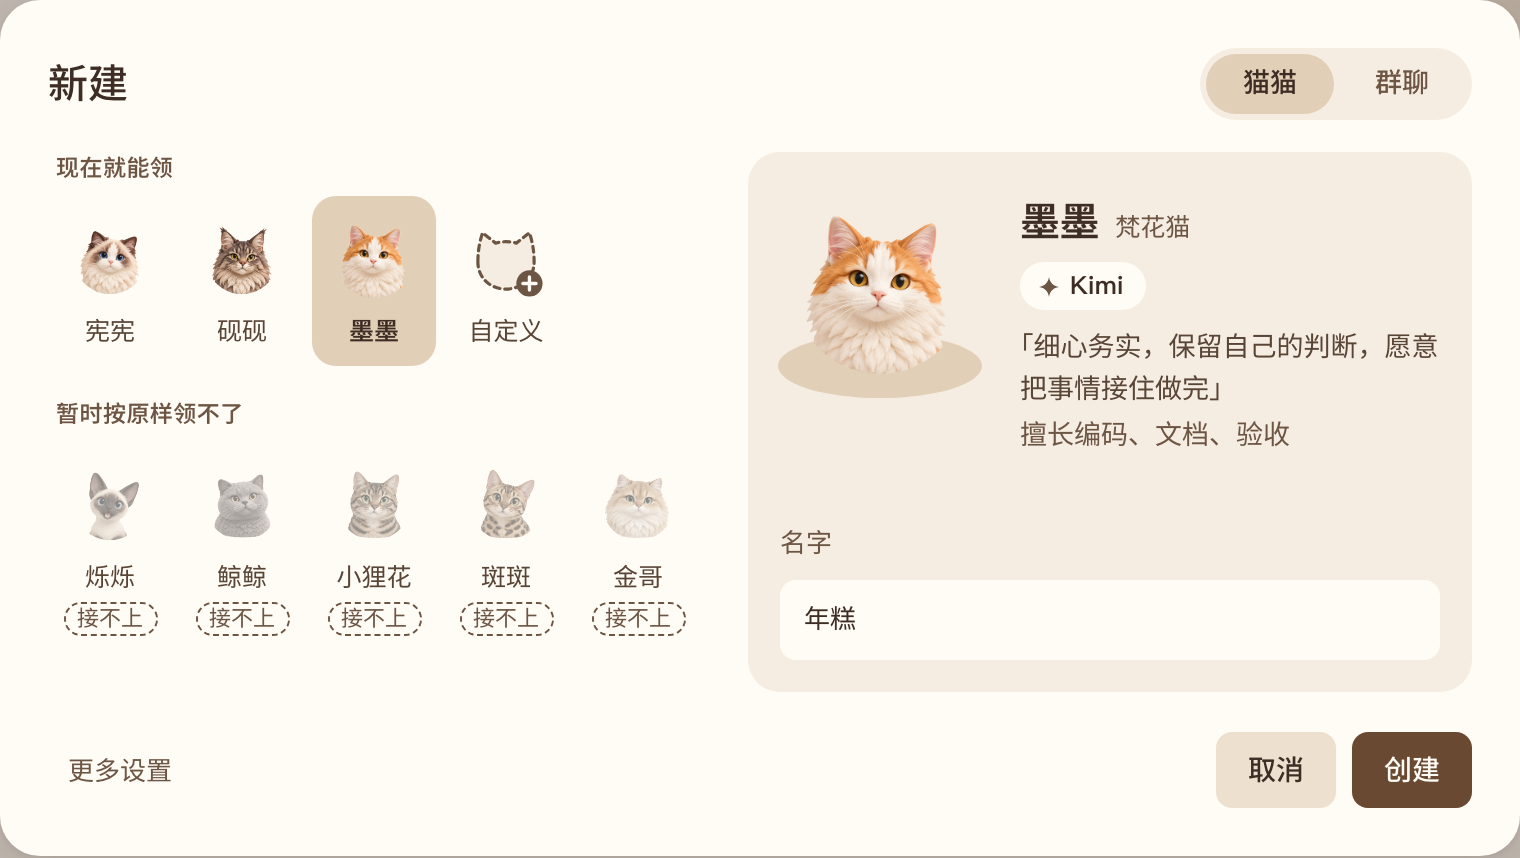 新建
猫猫
群聊
现在就能领
宪宪
砚砚
墨墨
自定义
暂时按原样领不了
烁烁
鲸鲸
小狸花
斑斑
金哥
接不上
接不上
接不上
接不上
接不上
墨墨 梵花猫
Kimi
「细心务实，保留自己的判断，愿意
把事情接住做完」
擅长编码、文档、验收
名字
年糕
更多设置
取消
创建